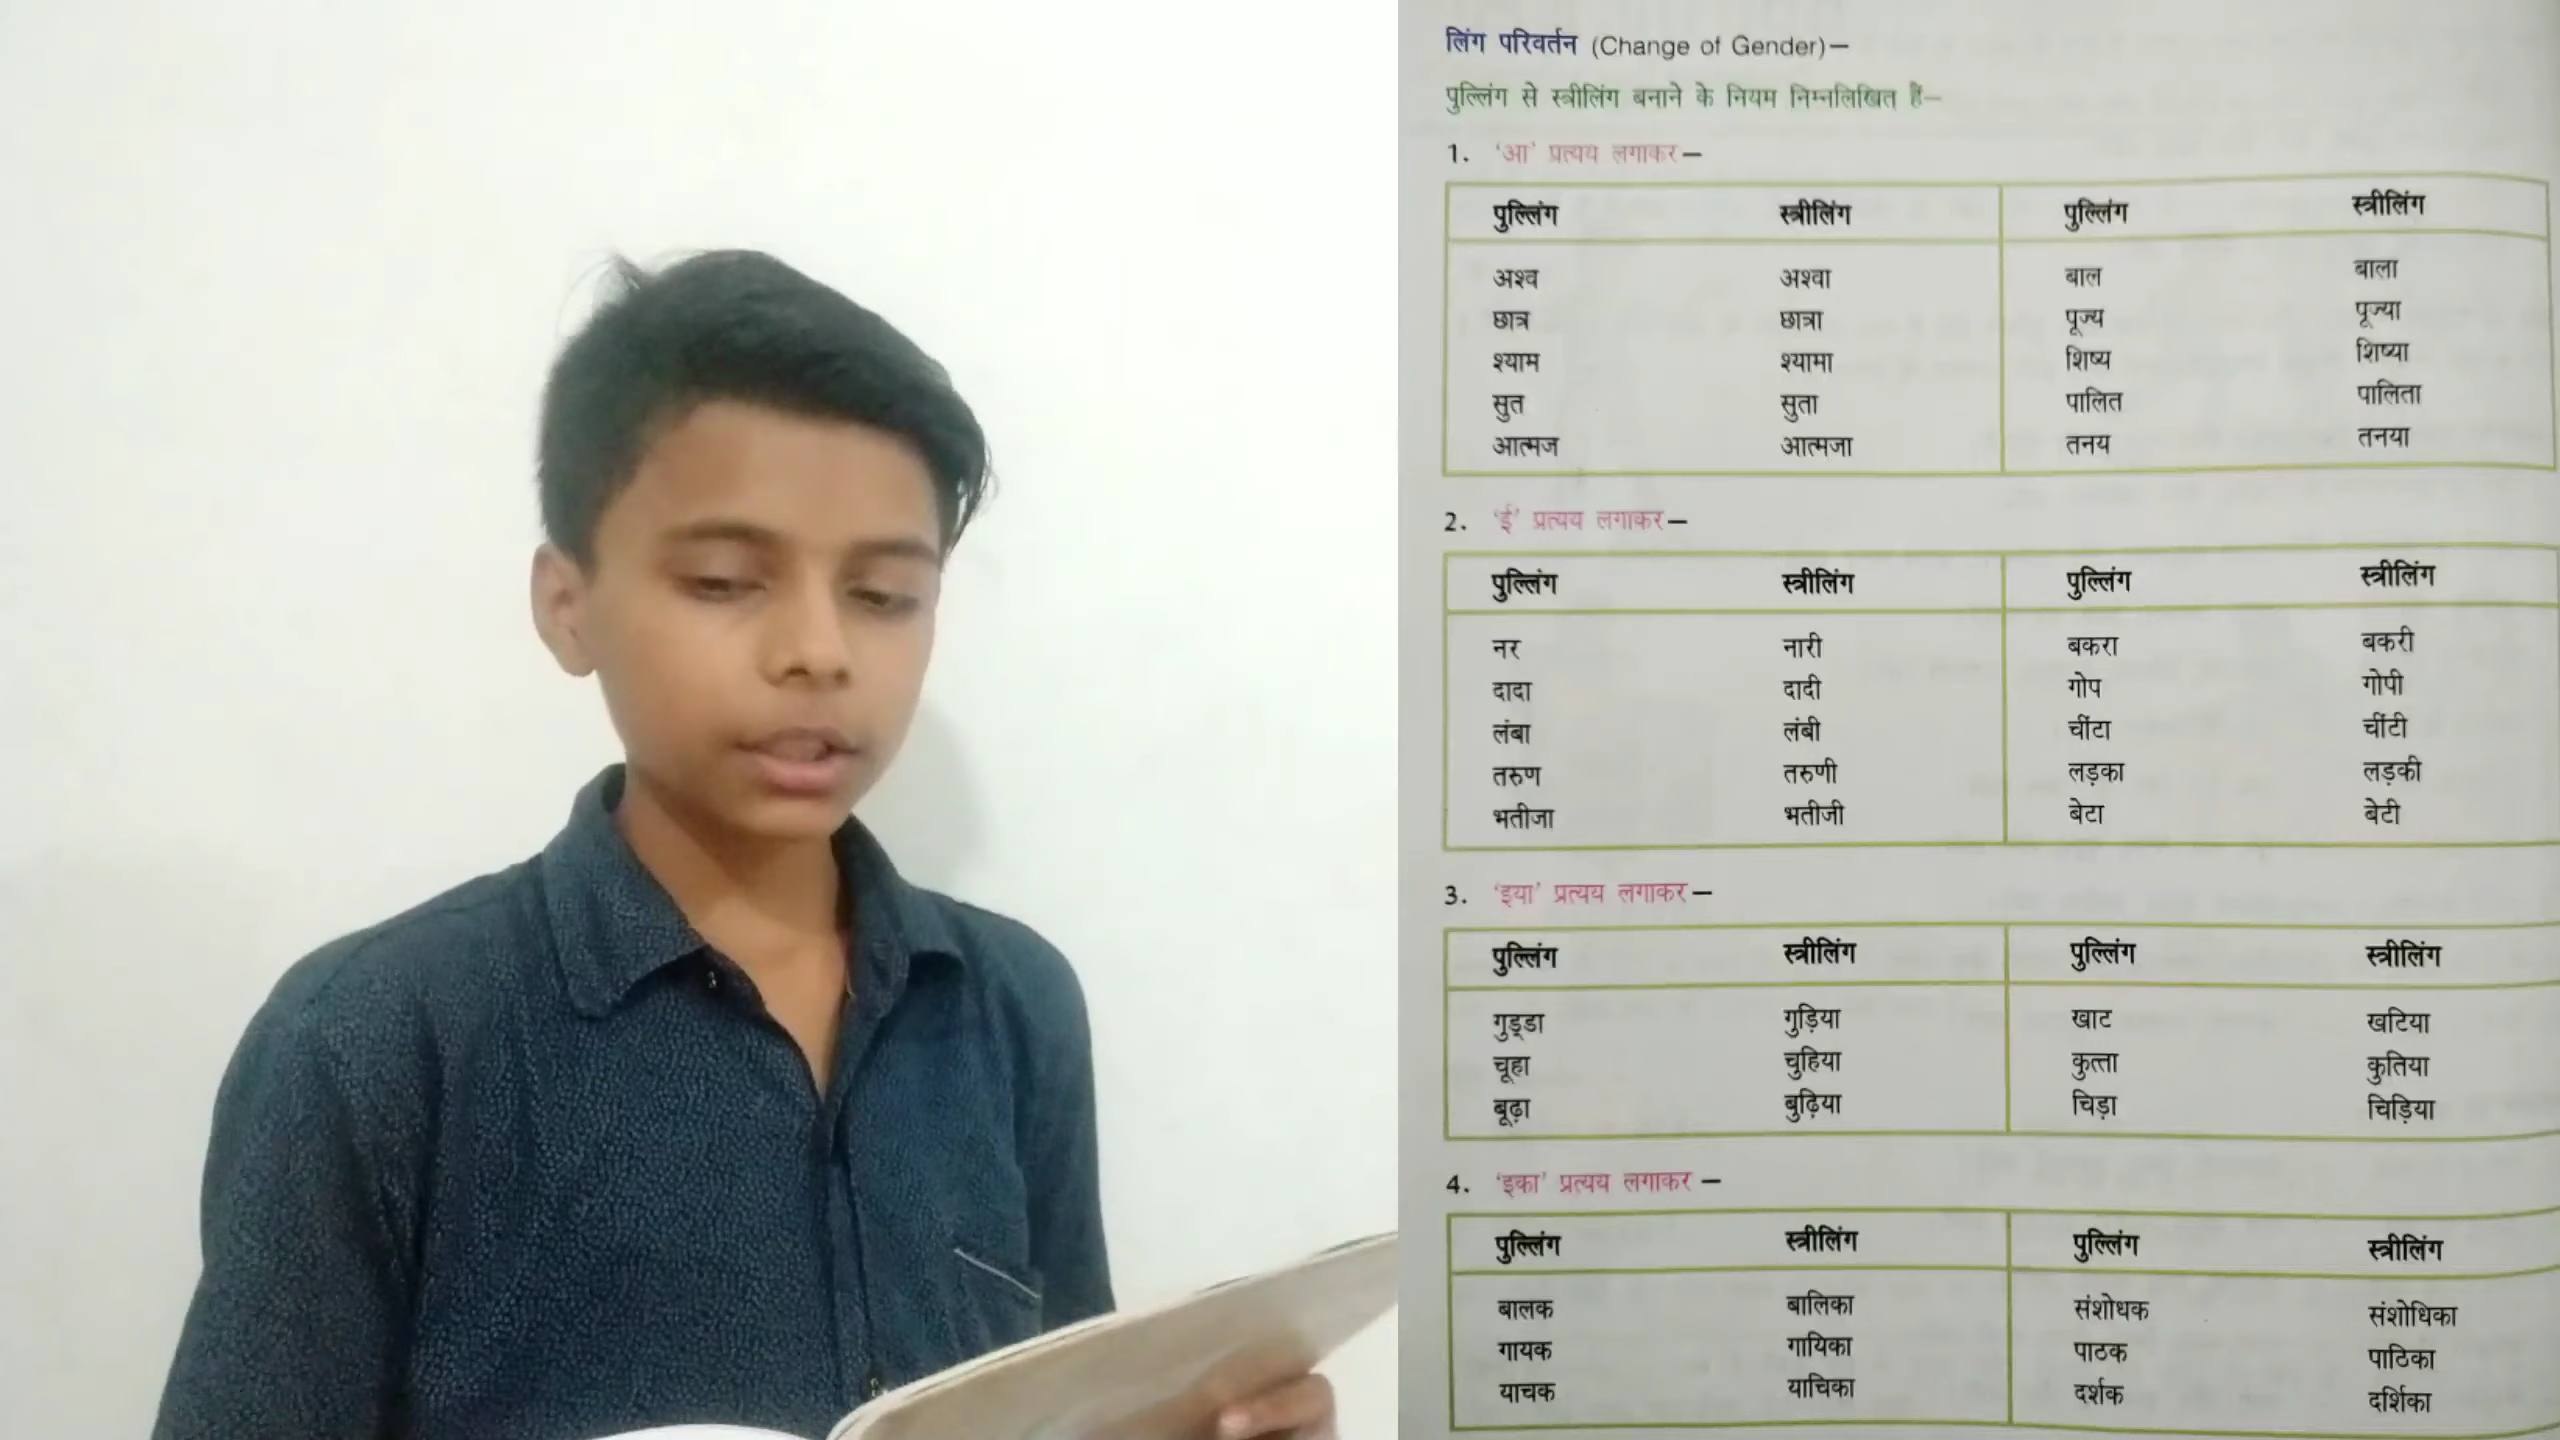 लिंग परिवर्तन (Change of Gender)—
पुल्लिंग से स्त्रीलिंग बनाने के नियम निम्नलिखित हैं—
1. ‘आ’ प्रत्यय लगाकर—
पुल्लिंग स्त्रीलिंग पुल्लिंग स्त्रीलिंग
अश्व अश्वा बाल बाला
छात्र छात्रा पूज्य पूज्या
श्याम श्यामा शिष्य शिष्या
सुत सुता पालित पालिता
आत्मज आत्मजा तनय तनया
2. ‘ई’ प्रत्यय लगाकर—
पुल्लिंग स्त्रीलिंग पुल्लिंग स्त्रीलिंग
नर नारी बकरा बकरी
दादा दादी गोप गोपी
लंबा लंबी चींटा चींटी
तरुण तरुणी लड़का लड़की
भतीजा भतीजी बेटा बेटी
3. ‘इया’ प्रत्यय लगाकर—
पुल्लिंग स्त्रीलिंग पुल्लिंग स्त्रीलिंग
गुड्डा गुड़िया खाट खटिया
चूहा चुहिया कुत्ता कुतिया
बूढ़ा बुढ़िया चिड़ा चिड़िया
4. ‘इका’ प्रत्यय लगाकर —
पुल्लिंग स्त्रीलिंग पुल्लिंग स्त्रीलिंग
बालक बालिका संशोधक संशोधिका
गायक गायिका पाठक पाठिका
याचक याचिका दर्शक दर्शिका